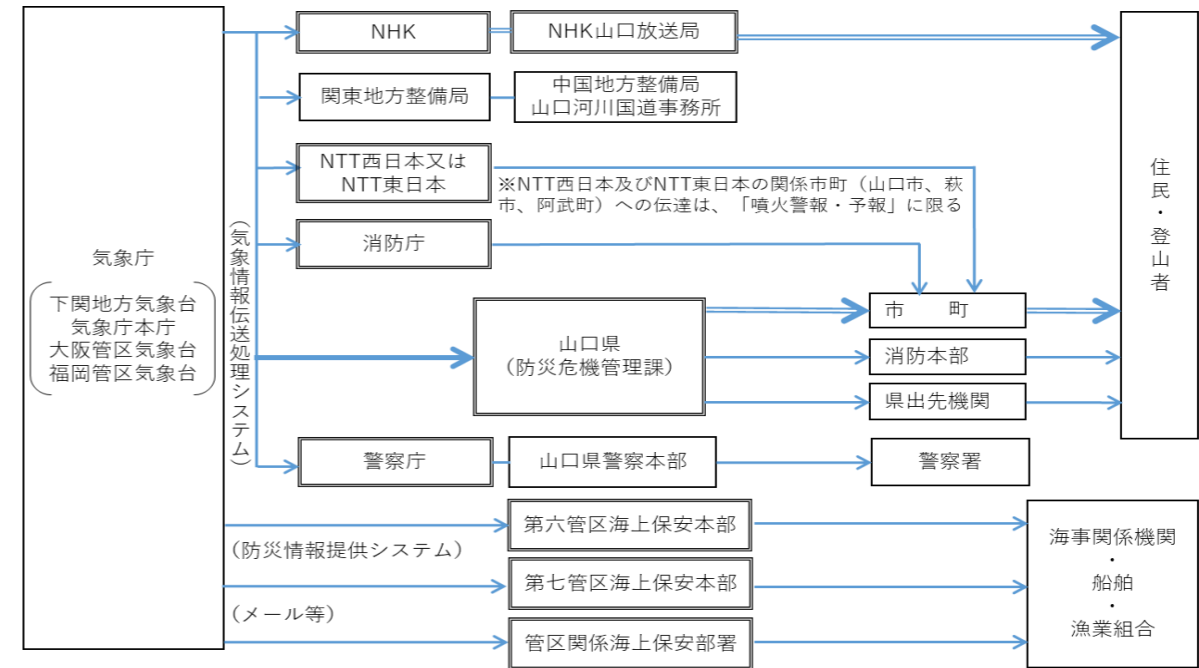 NHK
NHK山口放送局
関東地方整備局
中国地方整備局
山口河川国道事務所
NTT西日本又は
NTT東日本
※NTT西日本及びNTT東日本の関係市町（山口市、萩
市、阿武町）への伝達は、「噴火警報・予報」に限る
消防庁
気象庁
下関地方気象台
気象庁本庁
大阪管区気象台
福岡管区気象台
(気象情報伝送処理システム)
山口県
(防災危機管理課)
市　町
消防本部
県出先機関
住民・登山者
警察庁
山口県警察本部
警察署
第六管区海上保安本部
(防災情報提供システム)
第七管区海上保安本部
(メール等)
管区関係海上保安部署
海事関係機関
・
船舶
・
漁業組合